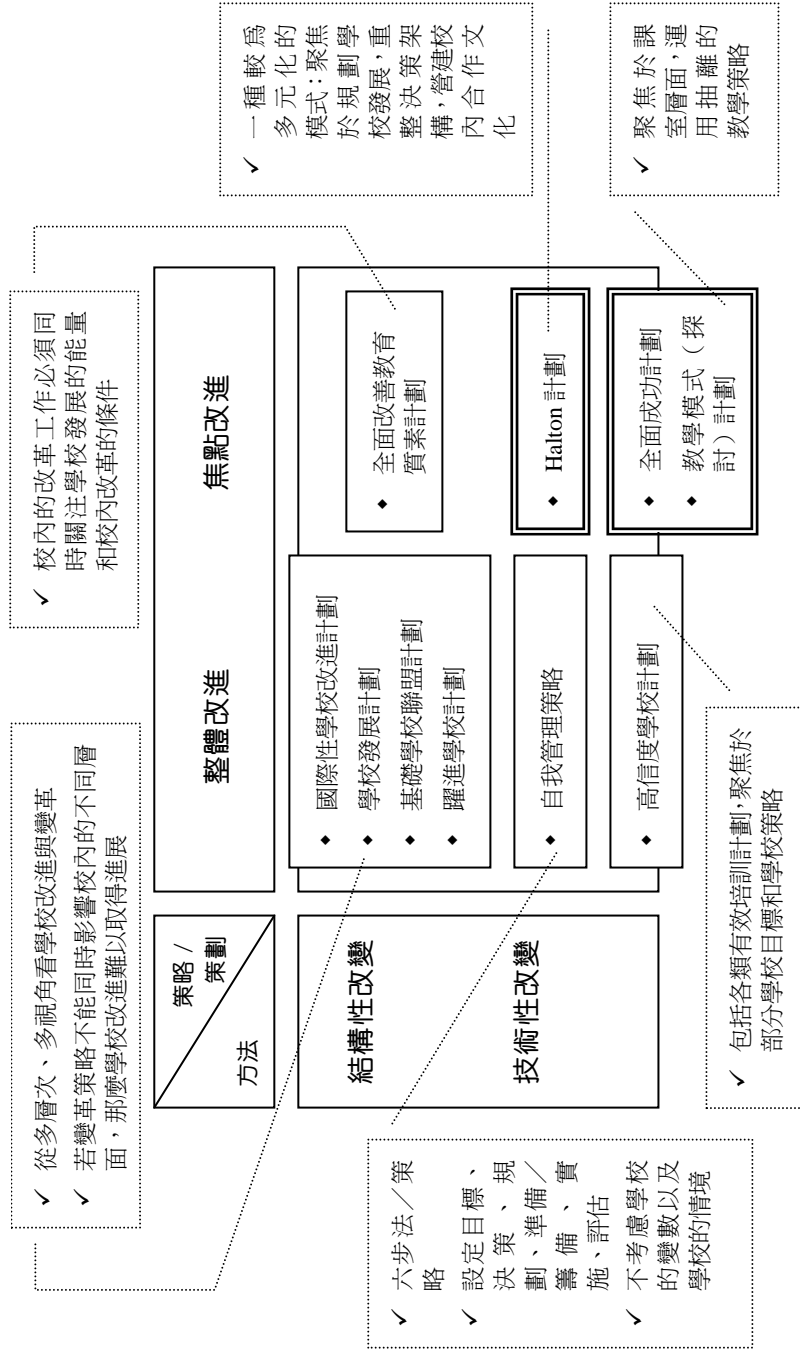 從多層次、多視角看學校改進與變革
若變革策略不能同時影響校內的不同層
面，那麼學校改進難以取得進展
校內的改革工作必須同
時關注學校發展的能量
和校內改革的條件
策略／
策劃
方法
整體改進
焦點改進
結構性改變
技術性改變
國際性學校改進計劃
學校發展計劃
基礎學校聯盟計劃
躍進學校計劃
全面改善教育
質素計劃
自我管理策略
Halton 計劃
高信度學校計劃
全面成功計劃
教學模式（探
討）計劃
六步法／策
略
設定目標、
決策、規
劃、準備／
籌備、實
施、評估
不考慮學校
的變數以及
學校的情境
包括各類有效培訓計劃，聚焦於
部分學校目標和學校策略
一種較為
多元化的
模式：聚焦
於規劃學
校發展，重
整決策架
構，營建校
內合作文
化
聚焦於課
室層面，運
用抽離的
教學策略